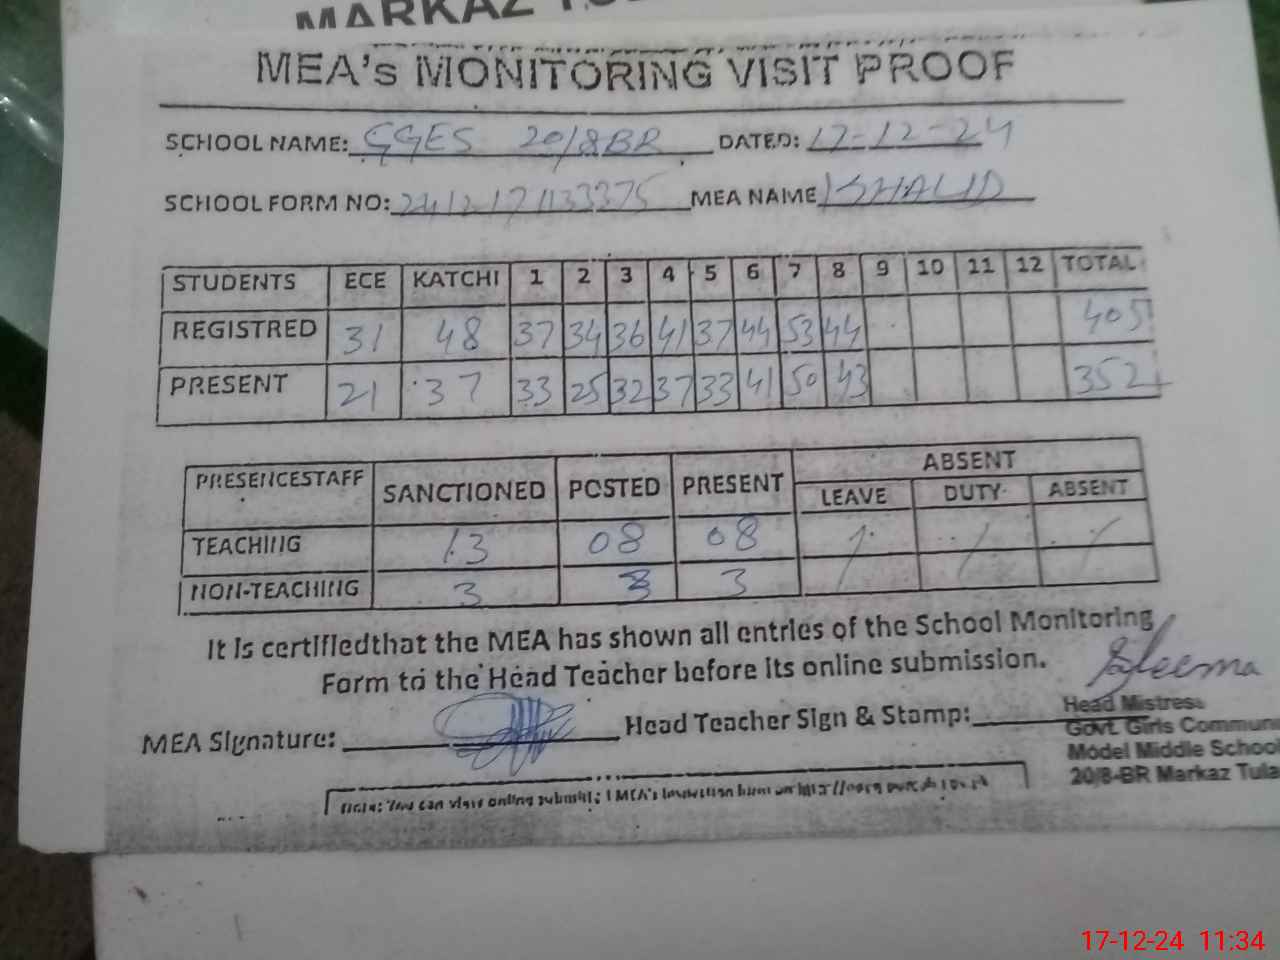 MARKAZ
MEA's MONITORING VISIT PROOF
SCHOOL NAME: GGES 20/8BR DATED: 17-12-24
SCHOOL FORM NO: 2412171133375 MEA NAME KHALID
STUDENTS ECE KATCHI 1 2 3 4 5 6 7 8 9 10 11 12 TOTAL
REGISTRED 31 48 37 34 36 41 37 44 53 44 405
PRESENT 21 37 33 25 32 37 33 41 50 43 352
ABSENT
PRESENCESTAFF SANCTIONED POSTED PRESENT LEAVE DUTY ABSENT
TEACHING 13 08 08
NON-TEACHING 3 3 3
It is certifiedthat the MEA has shown all entries of the School Monitoring
Form to the Head Teacher before its online submission.
MEA Signature: Head Teacher Sign & Stamp:
Head Mistress
Govt. Girls Commun
Model Middle School
20/8-BR Markaz Tula
17-12-24 11:34